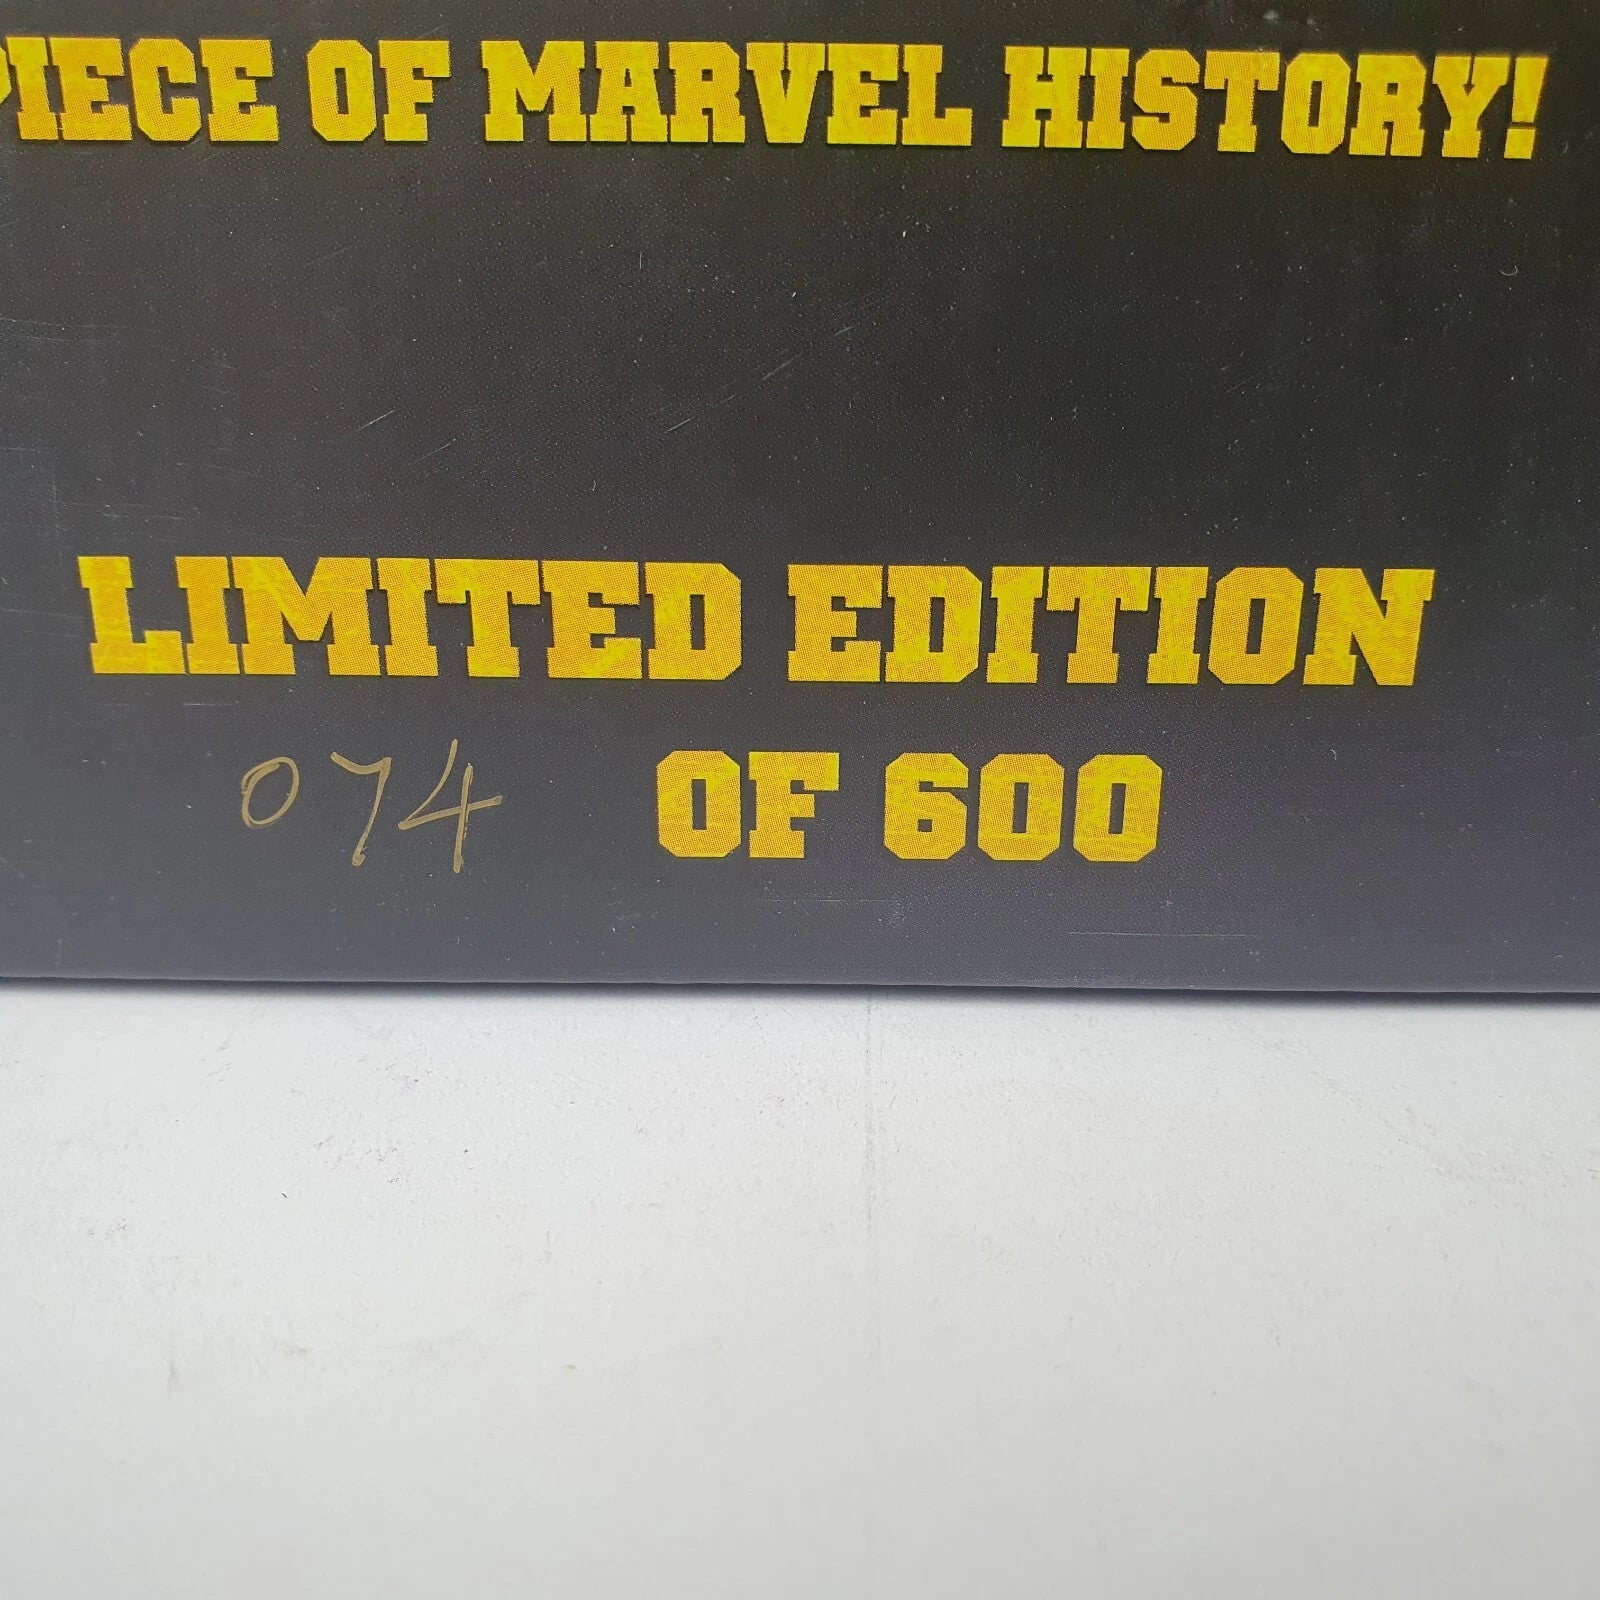 PIECE OF MARVEL HISTORY!
LIMITED EDITION
074 OF 600